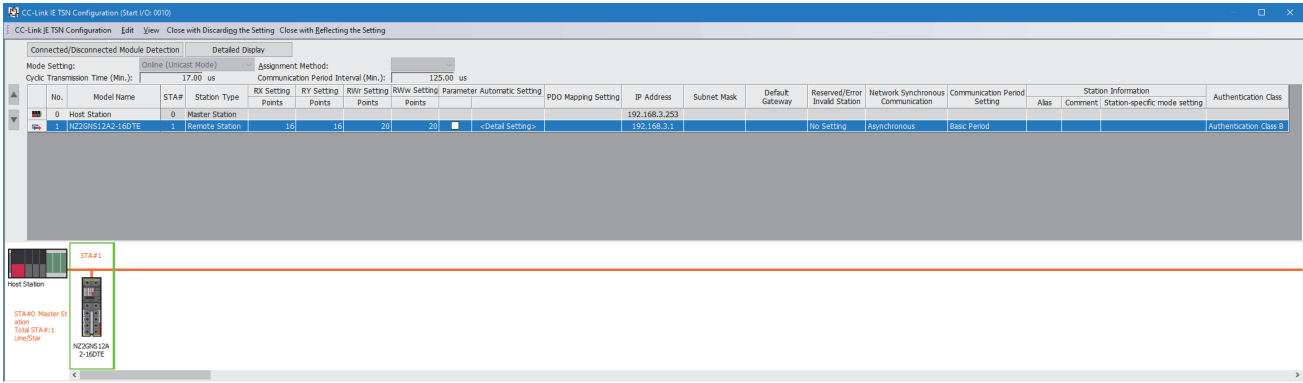 CC-Link IE TSN Configuration (Start I/O: 0010)
CC-Link IE TSN Configuration Edit View Close with Discarding the Setting Close with Reflecting the Setting
Connected/Disconnected Module Detection Detailed Display
Mode Setting: Online (Unicast Mode) Assignment Method:
Cyclic Transmission Time (Min.): 17.00 us Communication Period Interval (Min.): 125.00 us
No. Model Name STA# Station Type RX Setting RY Setting RWr Setting RWw Setting Parameter Automatic Setting PDO Mapping Setting IP Address Subnet Mask Default Gateway Reserved/Error Invalid Station Network Synchronous Communication Communication Period Setting Station Information Authentication Class
Points Points Points Points Alias Comment Station-specific mode setting
0 Host Station 0 Master Station 192.168.3.253
1 NZ2GNS12A2-16DTE 1 Remote Station 16 16 20 20 <Detail Setting> 192.168.3.1 No Setting Asynchronous Basic Period Authentication Class B
STA#1
Host Station
STA#0 Master St
ation
Total STA#:1
Line/Star
NZ2GNS12A
2-16DTE